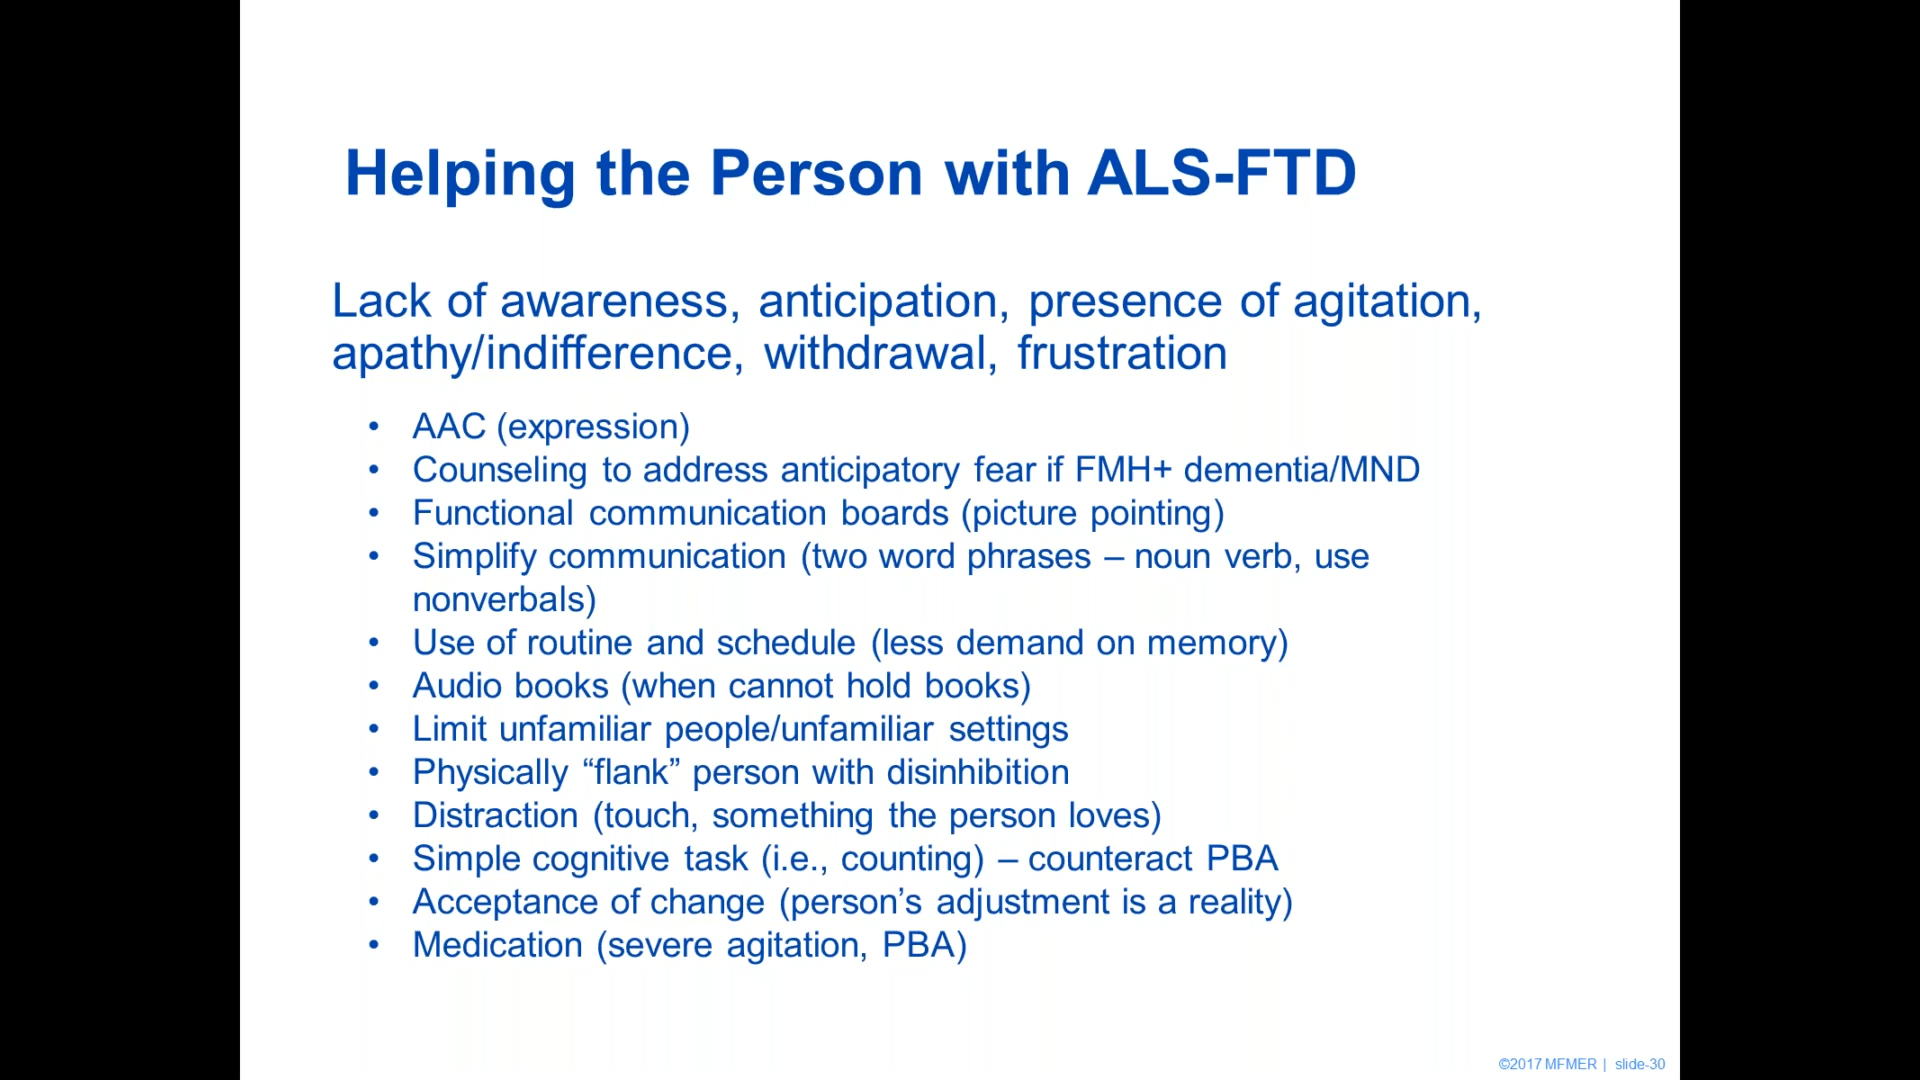 Helping the Person with ALS-FTD
Lack of awareness, anticipation, presence of agitation,
apathy/indifference, withdrawal, frustration
• AAC (expression)
• Counseling to address anticipatory fear if FMH+ dementia/MND
• Functional communication boards (picture pointing)
• Simplify communication (two word phrases – noun verb, use
nonverbals)
• Use of routine and schedule (less demand on memory)
• Audio books (when cannot hold books)
• Limit unfamiliar people/unfamiliar settings
• Physically “flank” person with disinhibition
• Distraction (touch, something the person loves)
• Simple cognitive task (i.e., counting) – counteract PBA
• Acceptance of change (person’s adjustment is a reality)
• Medication (severe agitation, PBA)
©2017 MFMER | slide-30